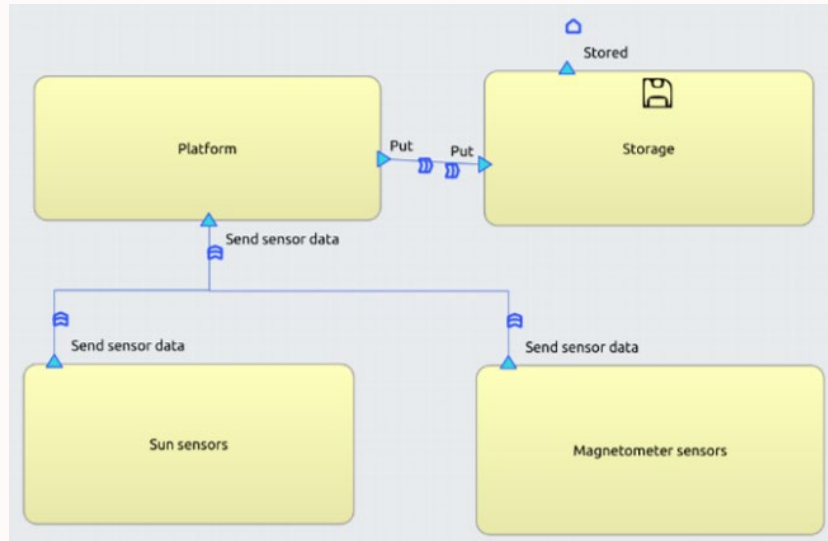 Stored
Platform
Put
Put
Storage
Send sensor data
Send sensor data
Send sensor data
Sun sensors
Magnetometer sensors